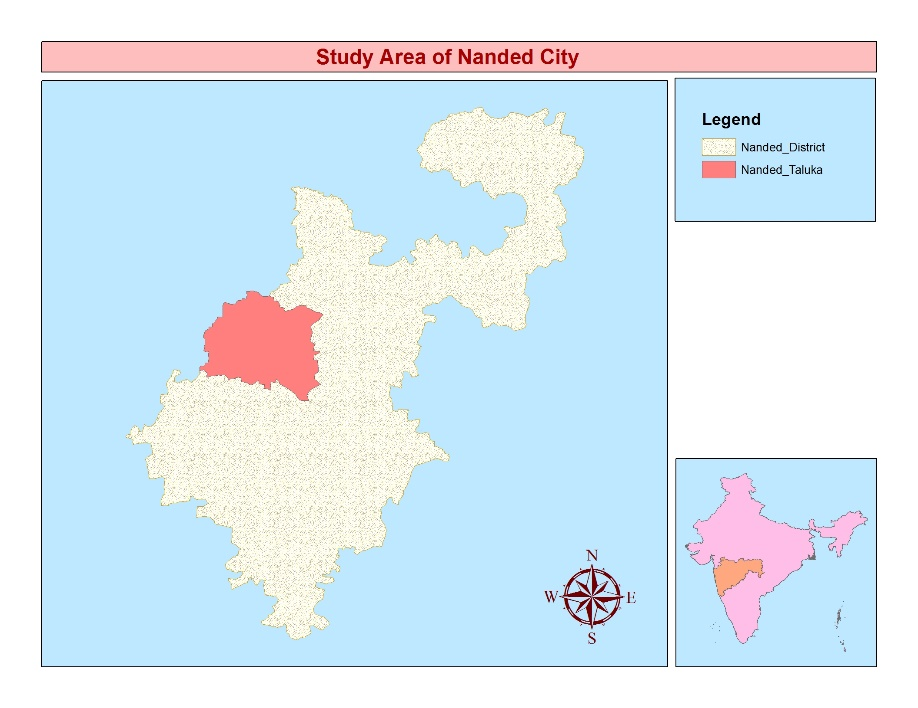 Study Area of Nanded City
Legend
Nanded_District
Nanded_Taluka
N
W
E
S